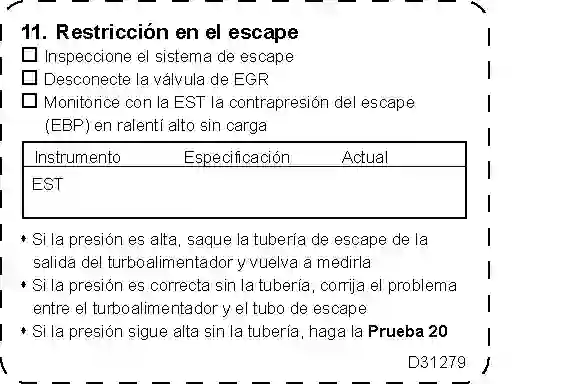 11. Restricción en el escape
Inspeccione el sistema de escape
Desconecte la válvula de EGR
Monitorice con la EST la contrapresión del escape
(EBP) en ralentí alto sin carga
Instrumento Especificación Actual
EST
Si la presión es alta, saque la tubería de escape de la
salida del turboalimentador y vuelva a medirla
Si la presión es correcta sin la tubería, corrija el problema
entre el turboalimentador y el tubo de escape
Si la presión sigue alta sin la tubería, haga la Prueba 20
D31279